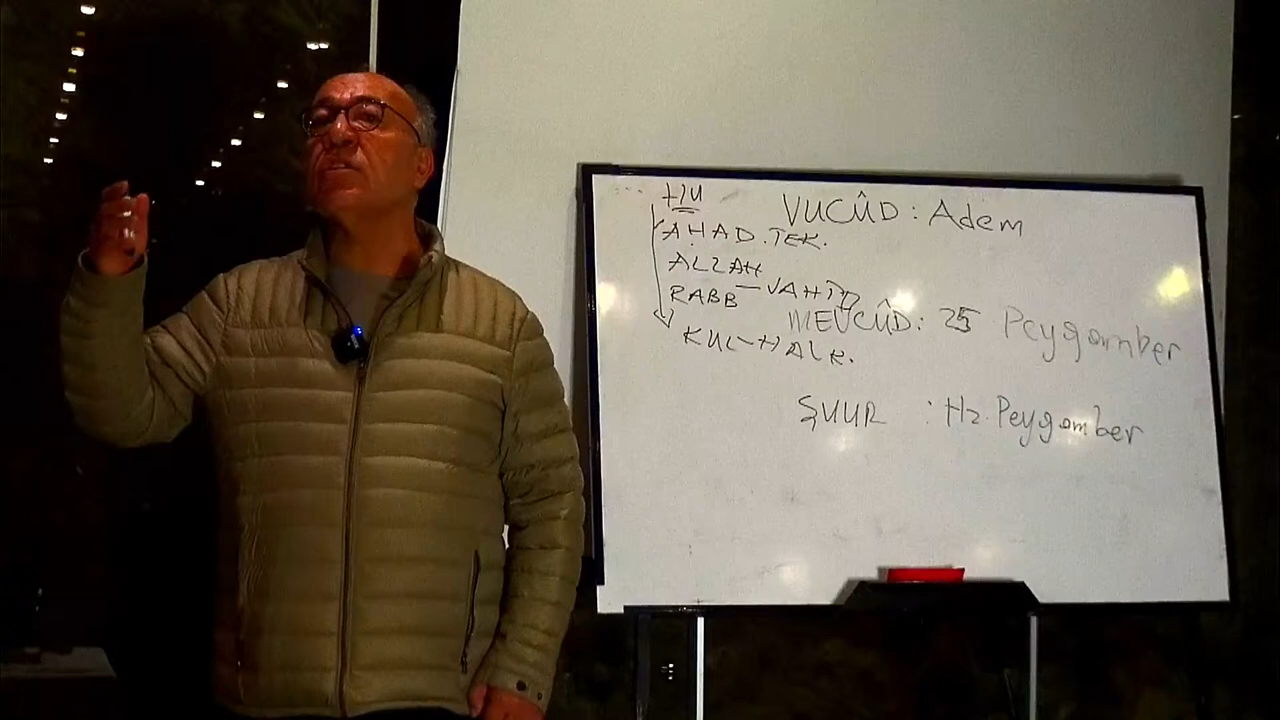 HU
AHAD.TEK.
ALLAH
RABB – VAHİD
KUL–HALK.
VUCÛD: Adem
MEVCÛD: 25 Peygamber
ŞUUR : Hz. Peygamber